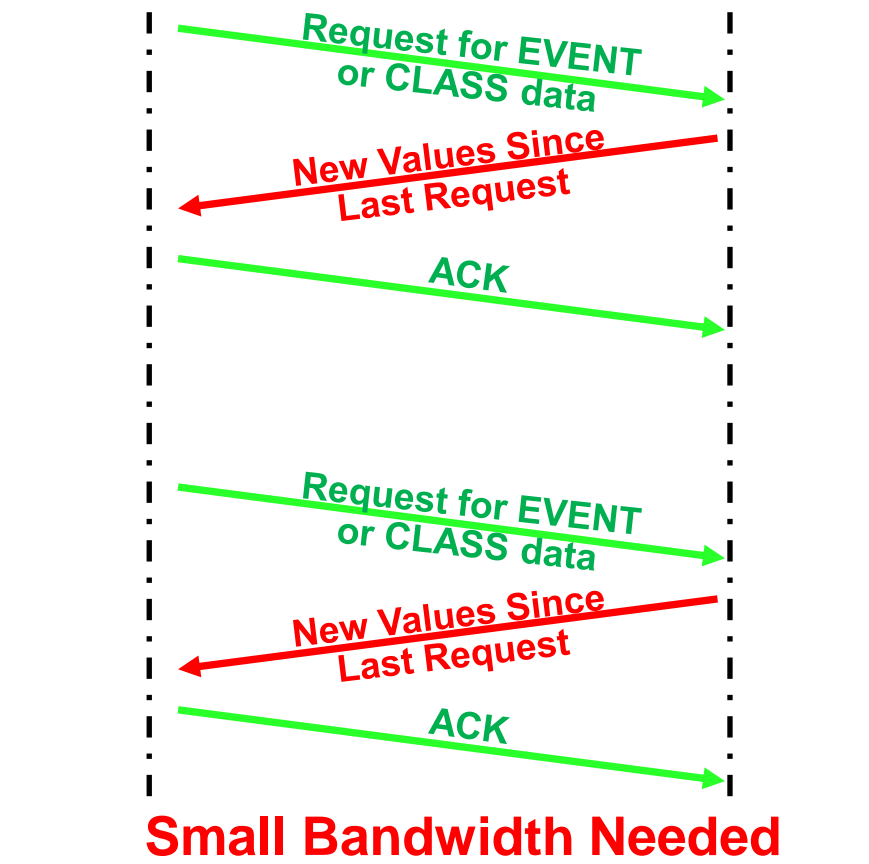 Request for EVENT
or CLASS data
New Values Since
Last Request
ACK
Request for EVENT
or CLASS data
New Values Since
Last Request
ACK
Small Bandwidth Needed